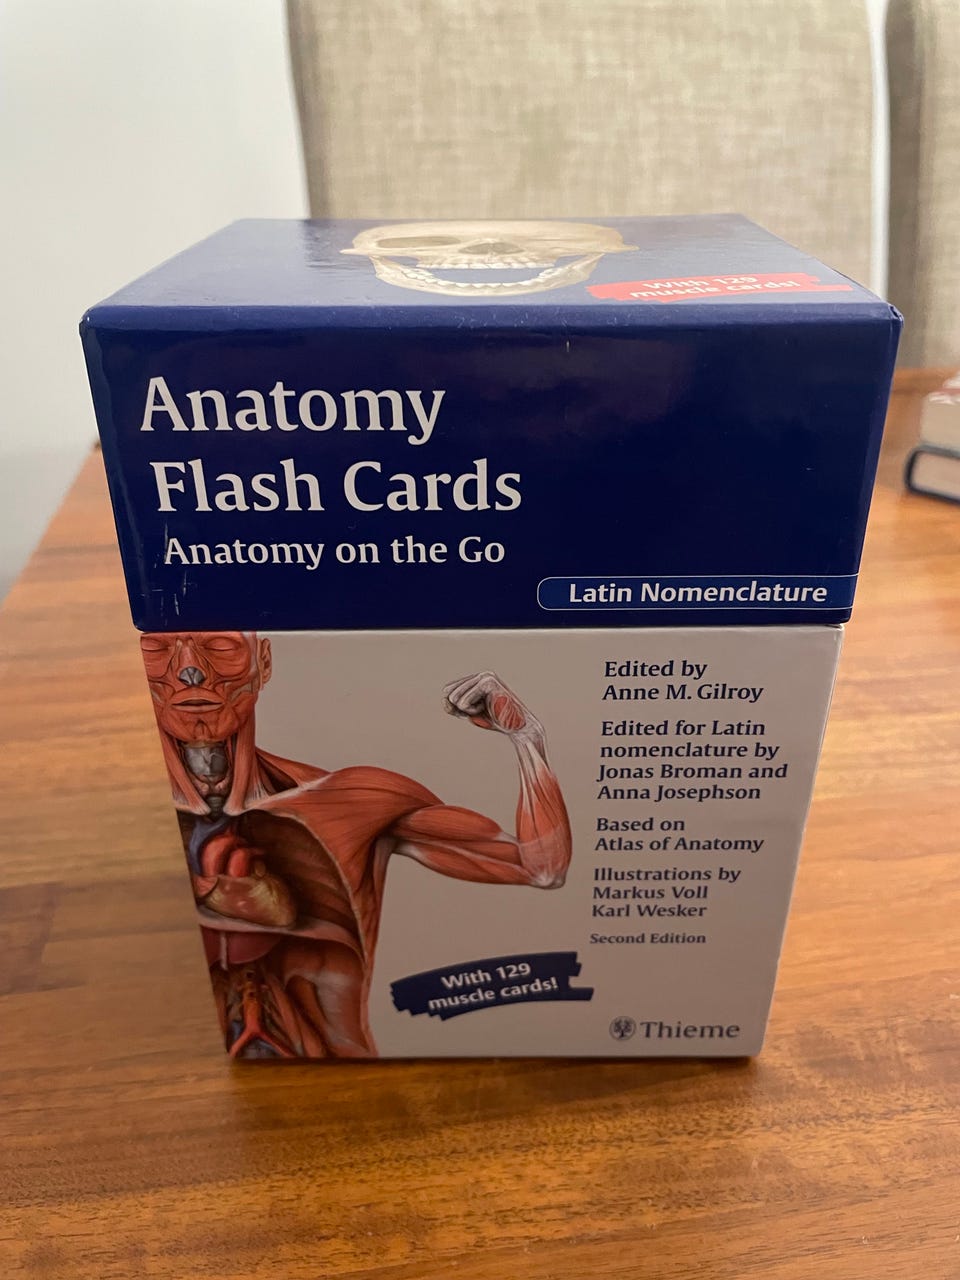 With 129
muscle cards!
Anatomy
Flash Cards
Anatomy on the Go
Latin Nomenclature
Edited by
Anne M. Gilroy
Edited for Latin
nomenclature by
Jonas Broman and
Anna Josephson
Based on
Atlas of Anatomy
Illustrations by
Markus Voll
Karl Wesker
Second Edition
With 129
muscle cards!
Thieme